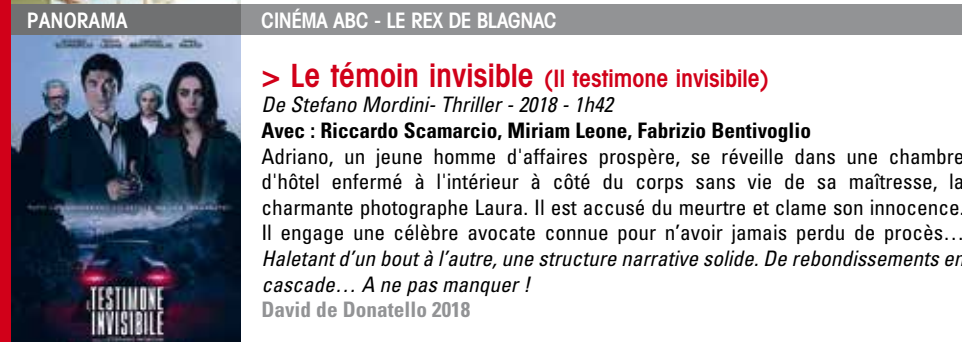 PANORAMA
CINÉMA ABC - LE REX DE BLAGNAC
> Le témoin invisible (Il testimone invisibile)
De Stefano Mordini- Thriller - 2018 - 1h42
Avec : Riccardo Scamarcio, Miriam Leone, Fabrizio Bentivoglio
Adriano, un jeune homme d'affaires prospère, se réveille dans une chambre
d'hôtel enfermé à l'intérieur à côté du corps sans vie de sa maîtresse, la
charmante photographe Laura. Il est accusé du meurtre et clame son innocence.
Il engage une célèbre avocate connue pour n’avoir jamais perdu de procès…
Haletant d’un bout à l’autre, une structure narrative solide. De rebondissements en
cascade… A ne pas manquer !
David de Donatello 2018
SCAMARCIO LEONE BENTIVOGLIO
IL TESTIMONE
INVISIBILE